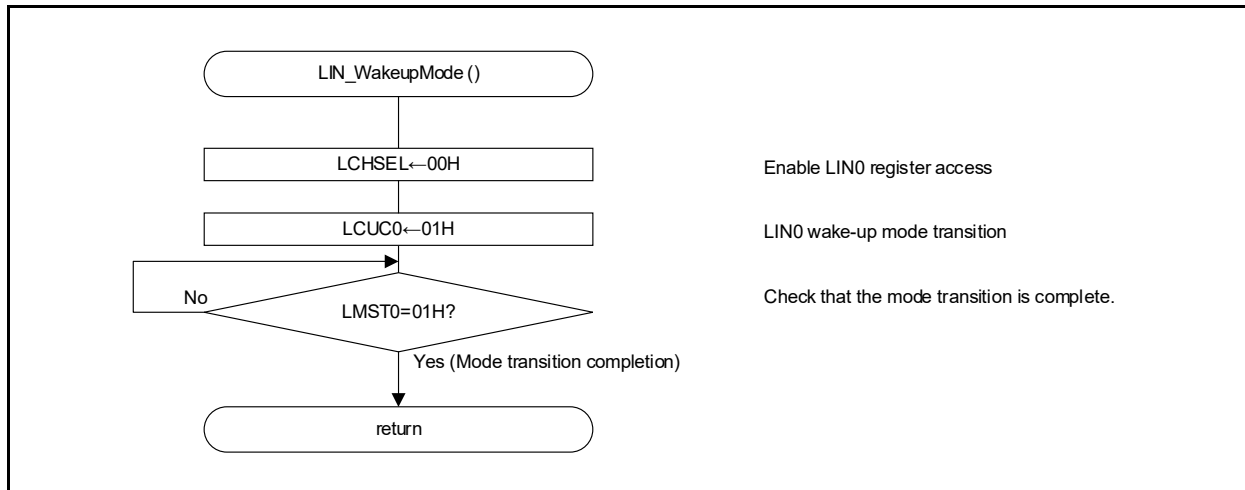 LIN_WakeupMode ()
LCHSEL←00H
Enable LIN0 register access
LCUC0←01H
LIN0 wake-up mode transition
No
LMST0=01H?
Check that the mode transition is complete.
Yes (Mode transition completion)
return